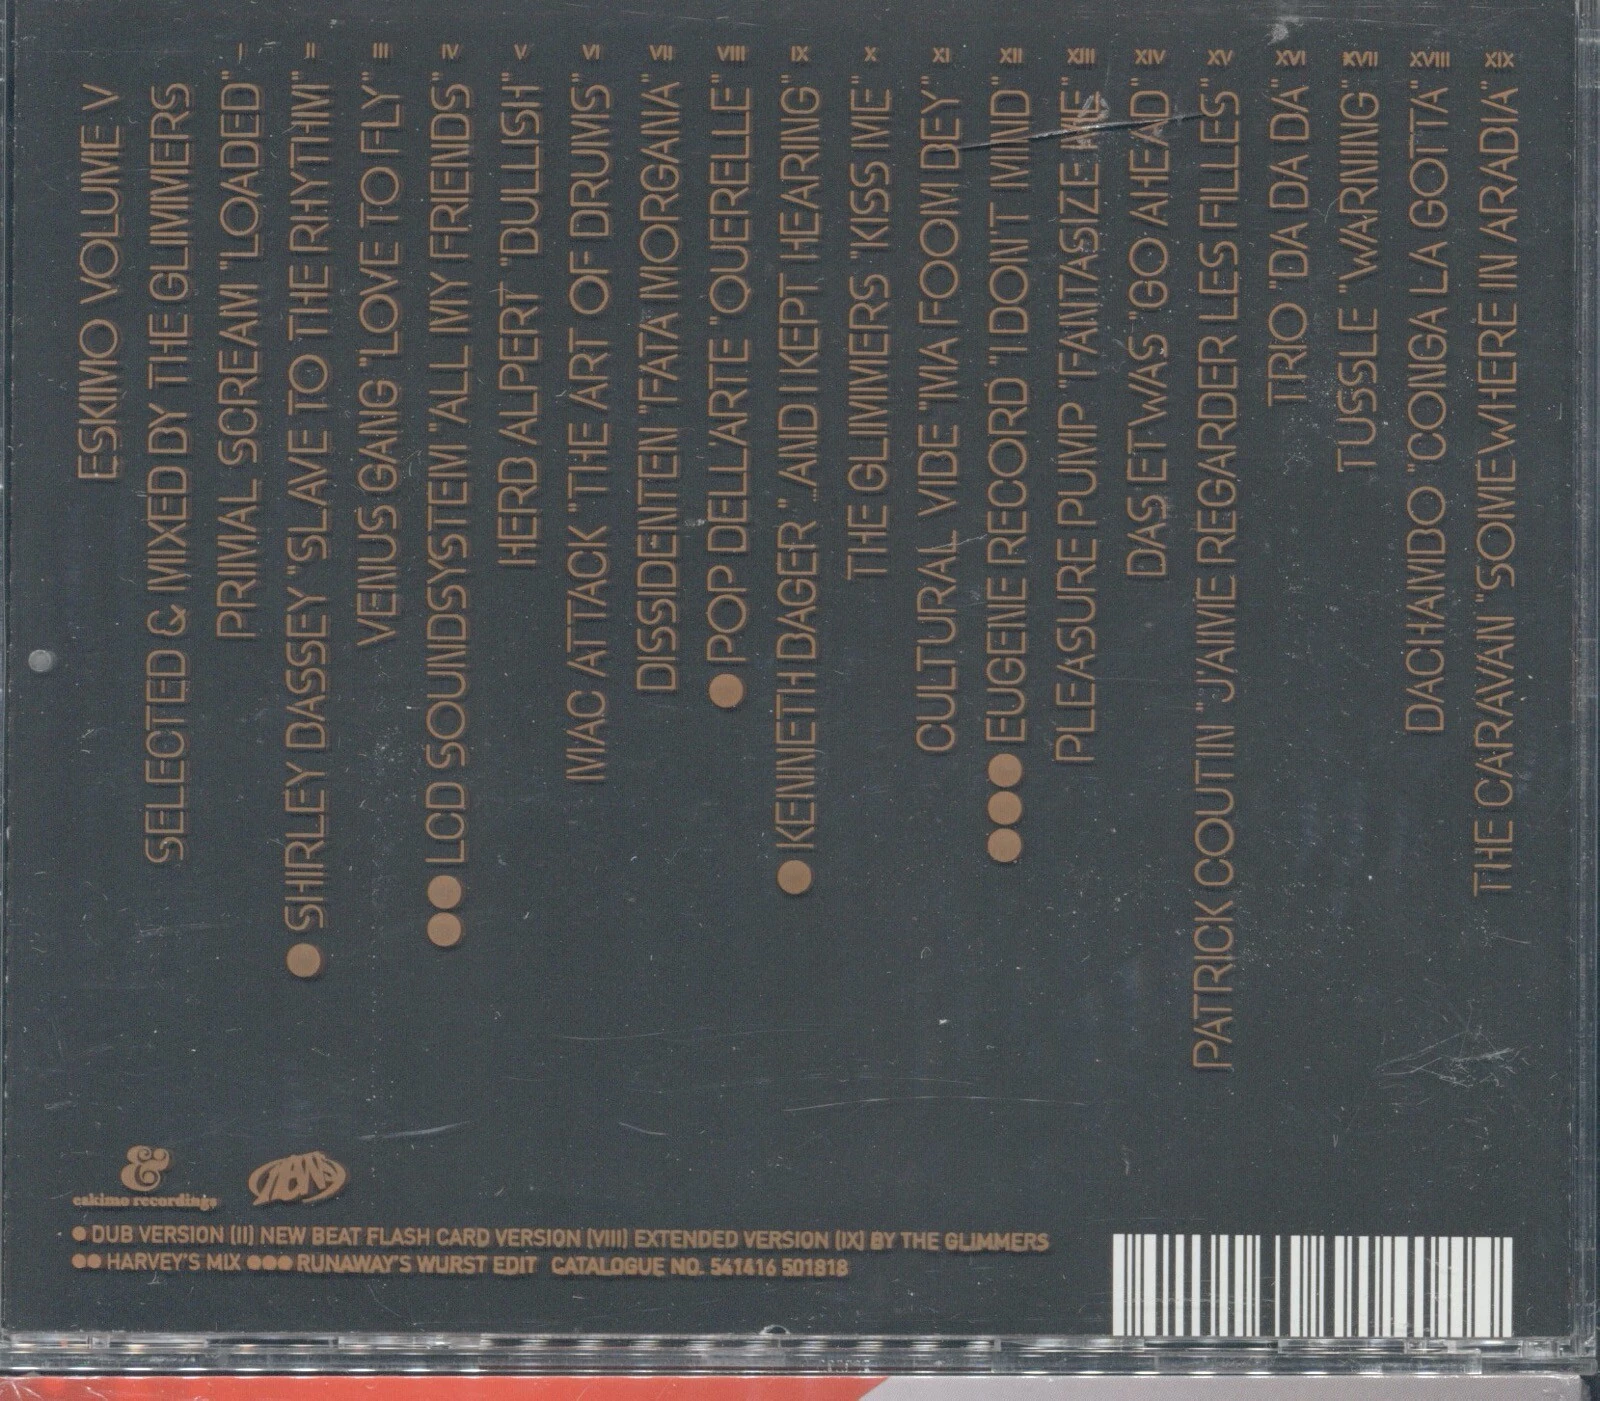 ESKIMO VOLUME V
SELECTED & MIXED BY THE GLIMMERS
PRIMAL SCREAM "LOADED" I
● SHIRLEY BASSEY "SLAVE TO THE RHYTHM" II
VENUS GANG "LOVE TO FLY" III
●● LCD SOUNDSYSTEM "ALL MY FRIENDS" IV
HERB ALPERT "BULLISH" V
MAC ATTACK "THE ART OF DRUMS" VI
DISSIDENTEN "FATA MORGANA" VII
● POP DELL'ARTE "QUERELLE" VIII
● KENNETH BAGER "...AND I KEPT HEARING" IX
THE GLIMMERS "KISS ME" X
CULTURAL VIBE "MA FOOM BEY" XI
●●● EUGENE RECORD "I DON'T MIND" XII
PLEASURE PUMP "FANTASIZE ME" XIII
DAS ETWAS "GO AHEAD" XIV
PATRICK COUTIN "J'AIME REGARDER LES FILLES" XV
TRIO "DA DA DA" XVI
TUSSLE "WARNING" XVII
DACHAMBO "CONGA LA GOTTA" XVIII
THE CARAVAN "SOMEWHERE IN ARABIA" XIX
&
eskimo recordings
● DUB VERSION (II) NEW BEAT FLASH CARD VERSION (VIII) EXTENDED VERSION (IX) BY THE GLIMMERS
●● HARVEY'S MIX ●●● RUNAWAY'S WURST EDIT CATALOGUE NO. 541416 501818